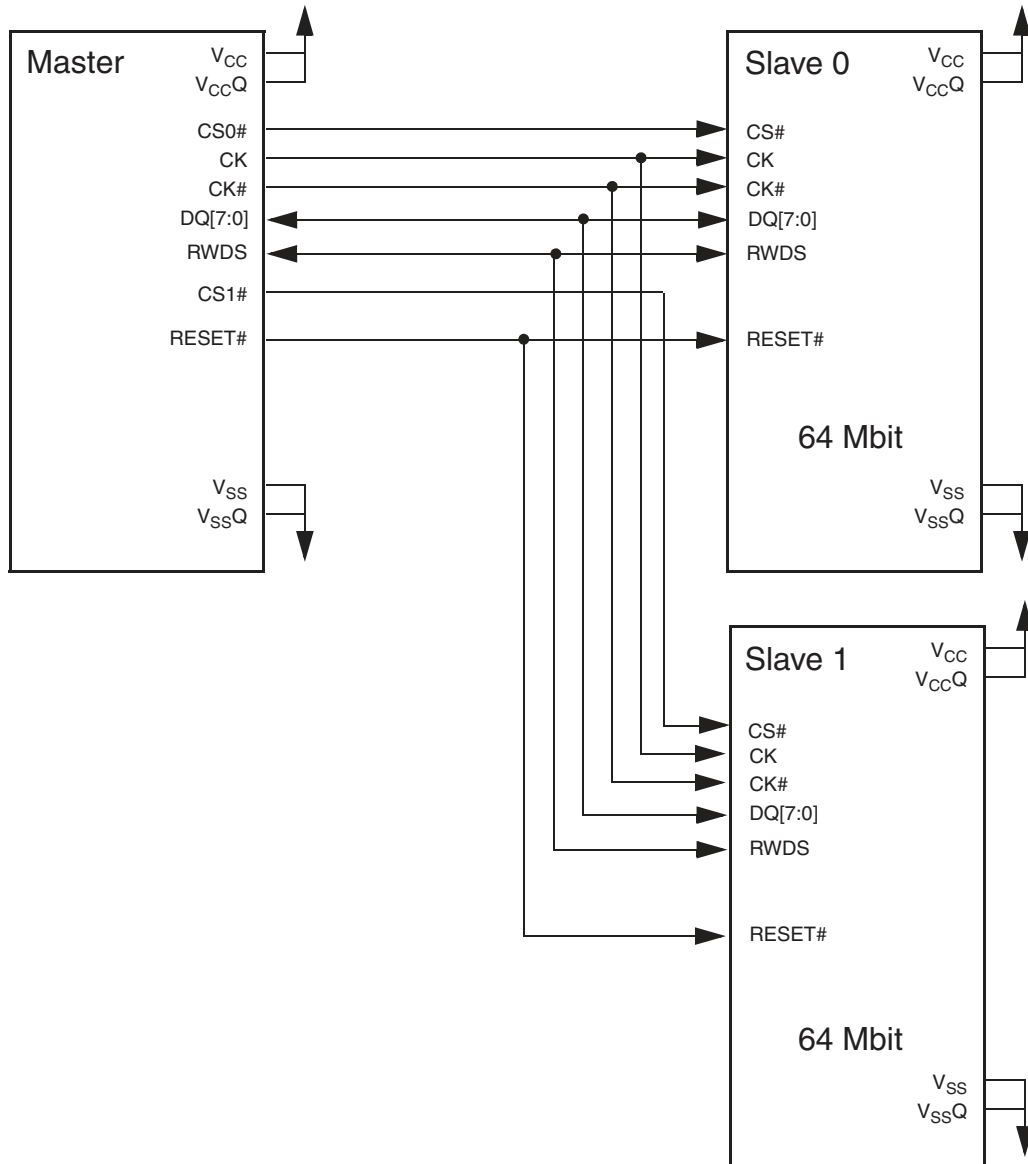 Master
VCC
VCCQ
CS0#
CK
CK#
DQ[7:0]
RWDS
CS1#
RESET#
VSS
VSSQ
Slave 0
VCC
VCCQ
CS#
CK
CK#
DQ[7:0]
RWDS
RESET#
64 Mbit
VSS
VSSQ
Slave 1
VCC
VCCQ
CS#
CK
CK#
DQ[7:0]
RWDS
RESET#
64 Mbit
VSS
VSSQ